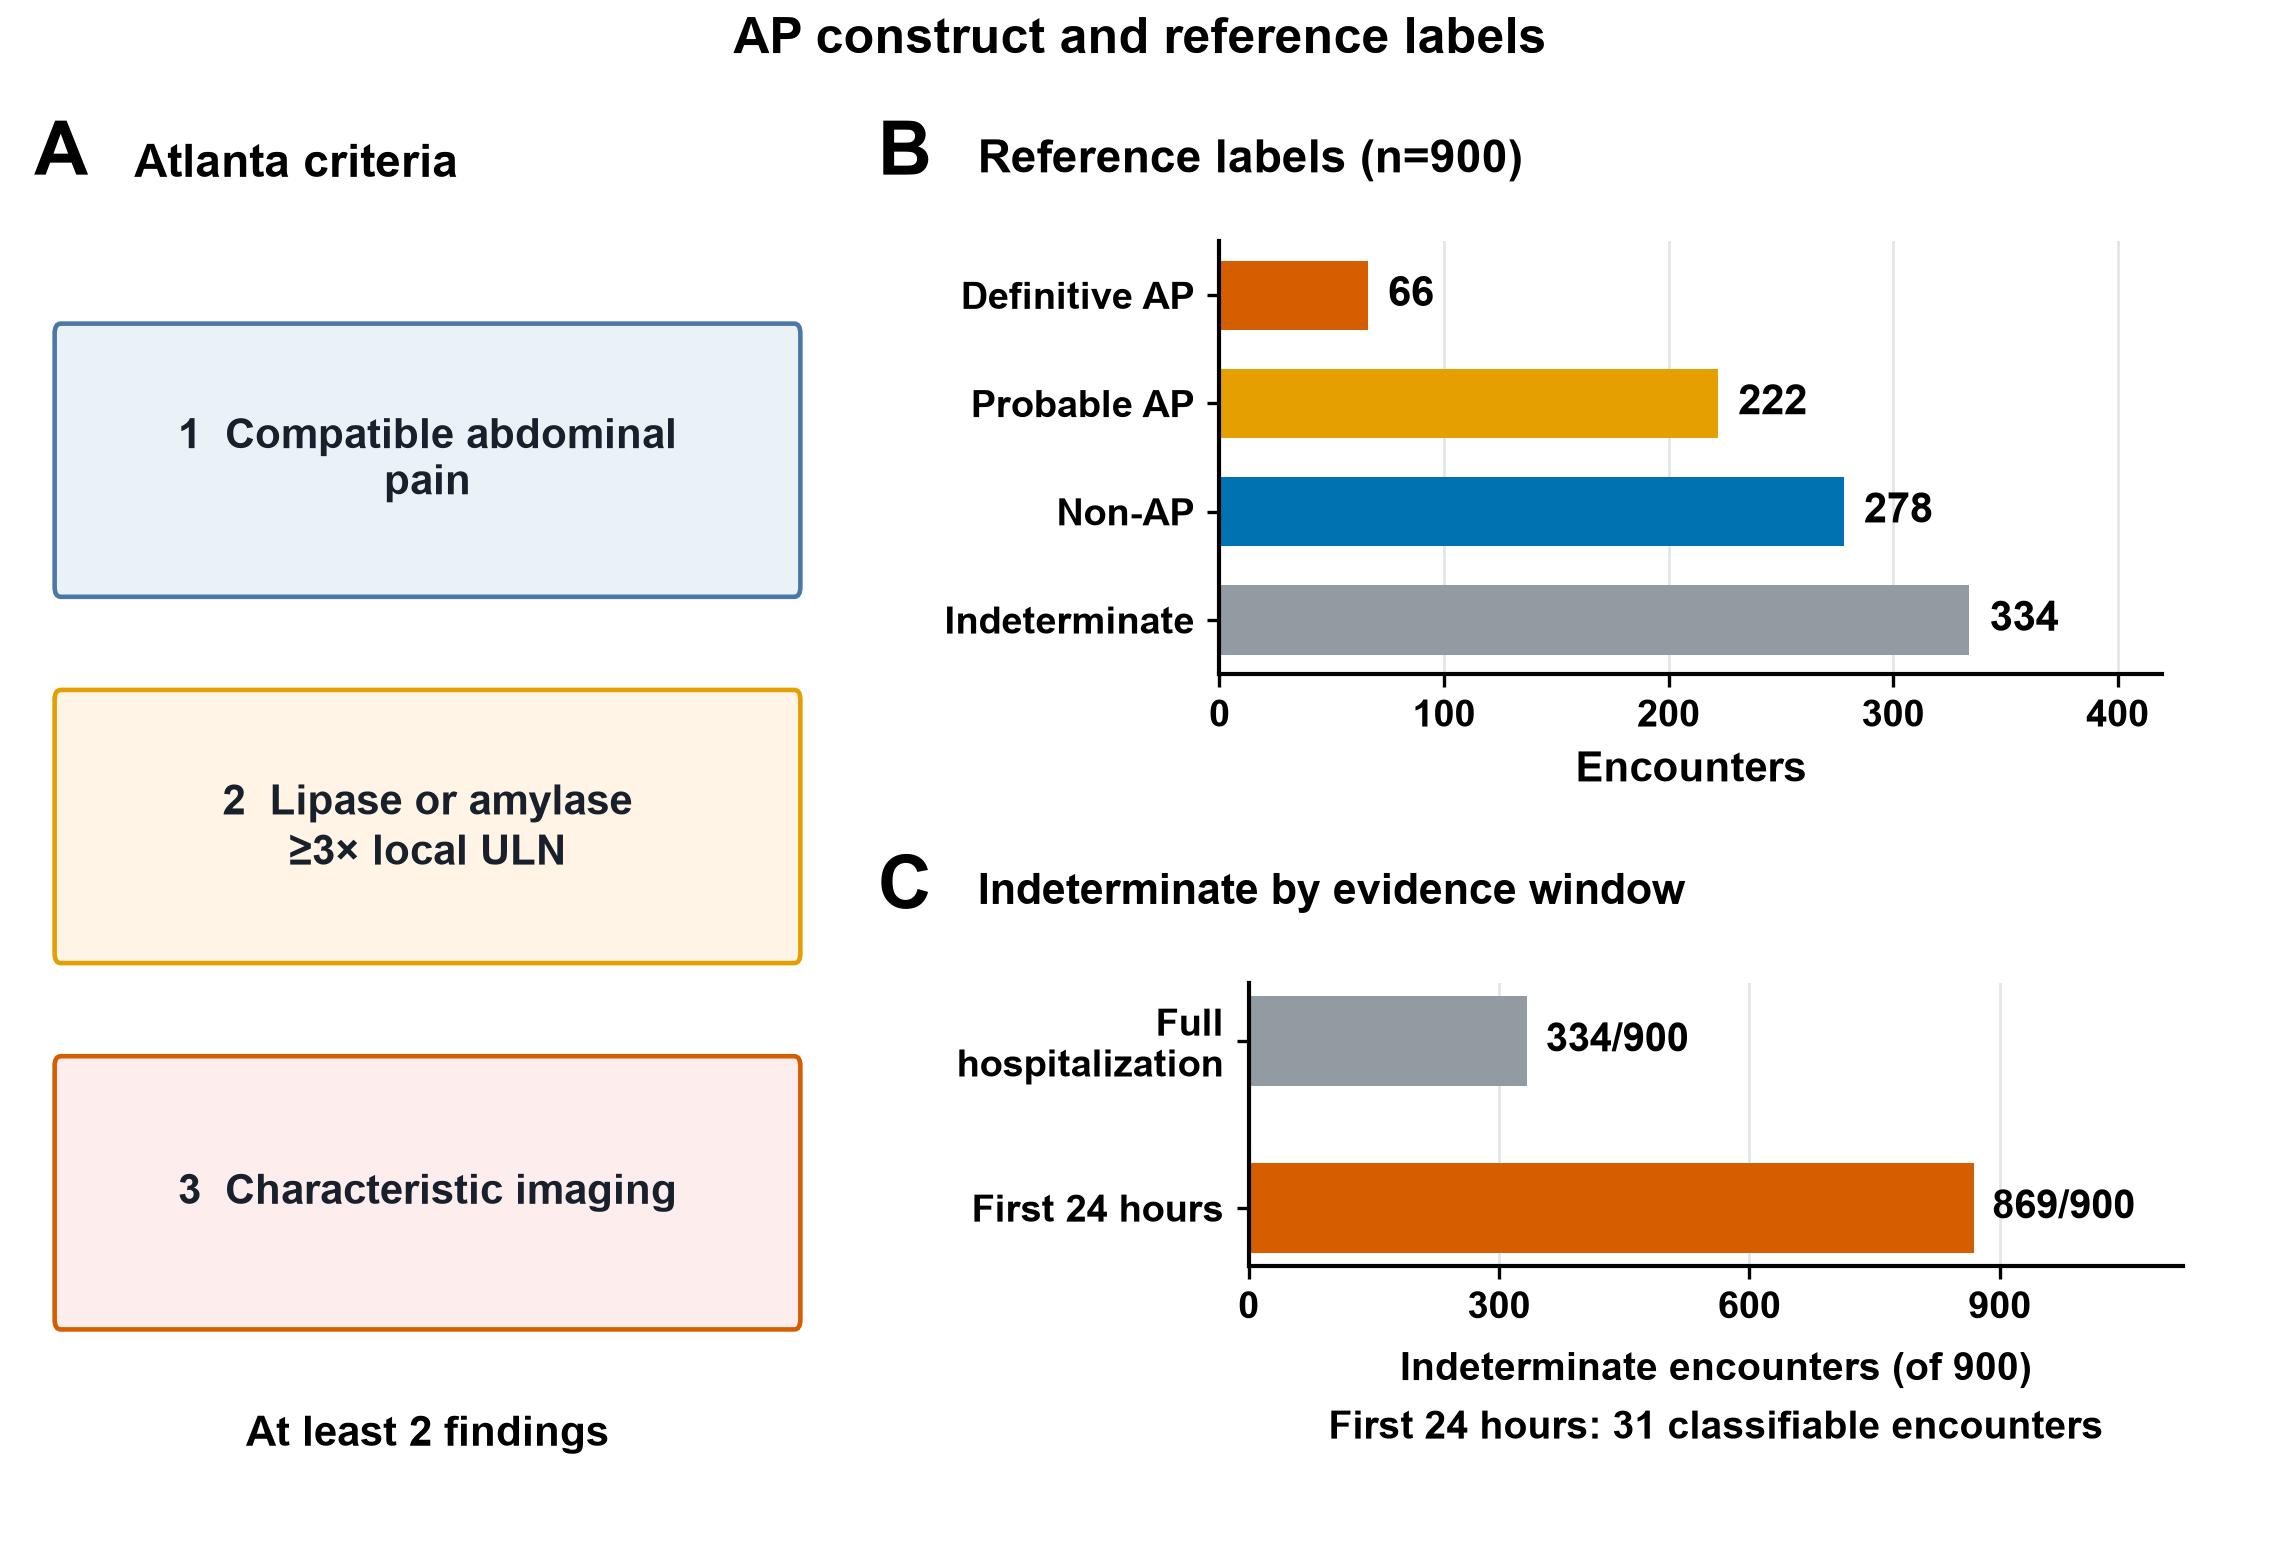 AP construct and reference labels
A Atlanta criteria
1 Compatible abdominal
pain
2 Lipase or amylase
≥3× local ULN
3 Characteristic imaging
At least 2 findings
B Reference labels (n=900)
Definitive AP 66
Probable AP 222
Non-AP 278
Indeterminate 334
0 100 200 300 400
Encounters
C Indeterminate by evidence window
Full
hospitalization 334/900
First 24 hours 869/900
0 300 600 900
Indeterminate encounters (of 900)
First 24 hours: 31 classifiable encounters